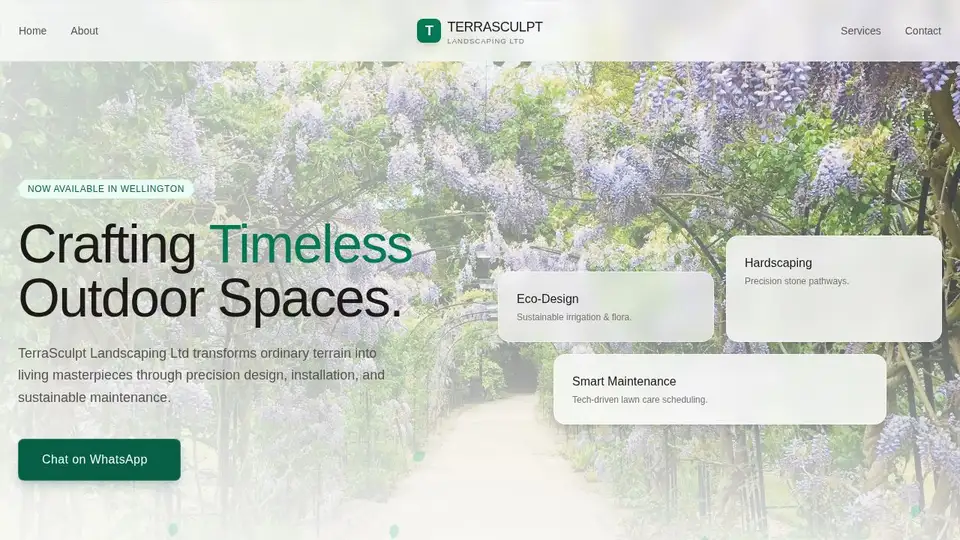 Home
About
T
TERRASCULPT
LANDSCAPING LTD
Services
Contact
NOW AVAILABLE IN WELLINGTON
Crafting Timeless
Outdoor Spaces.
TerraSculpt Landscaping Ltd transforms ordinary terrain into
living masterpieces through precision design, installation, and
sustainable maintenance.
Chat on WhatsApp
Eco-Design
Sustainable irrigation & flora.
Hardscaping
Precision stone pathways.
Smart Maintenance
Tech-driven lawn care scheduling.